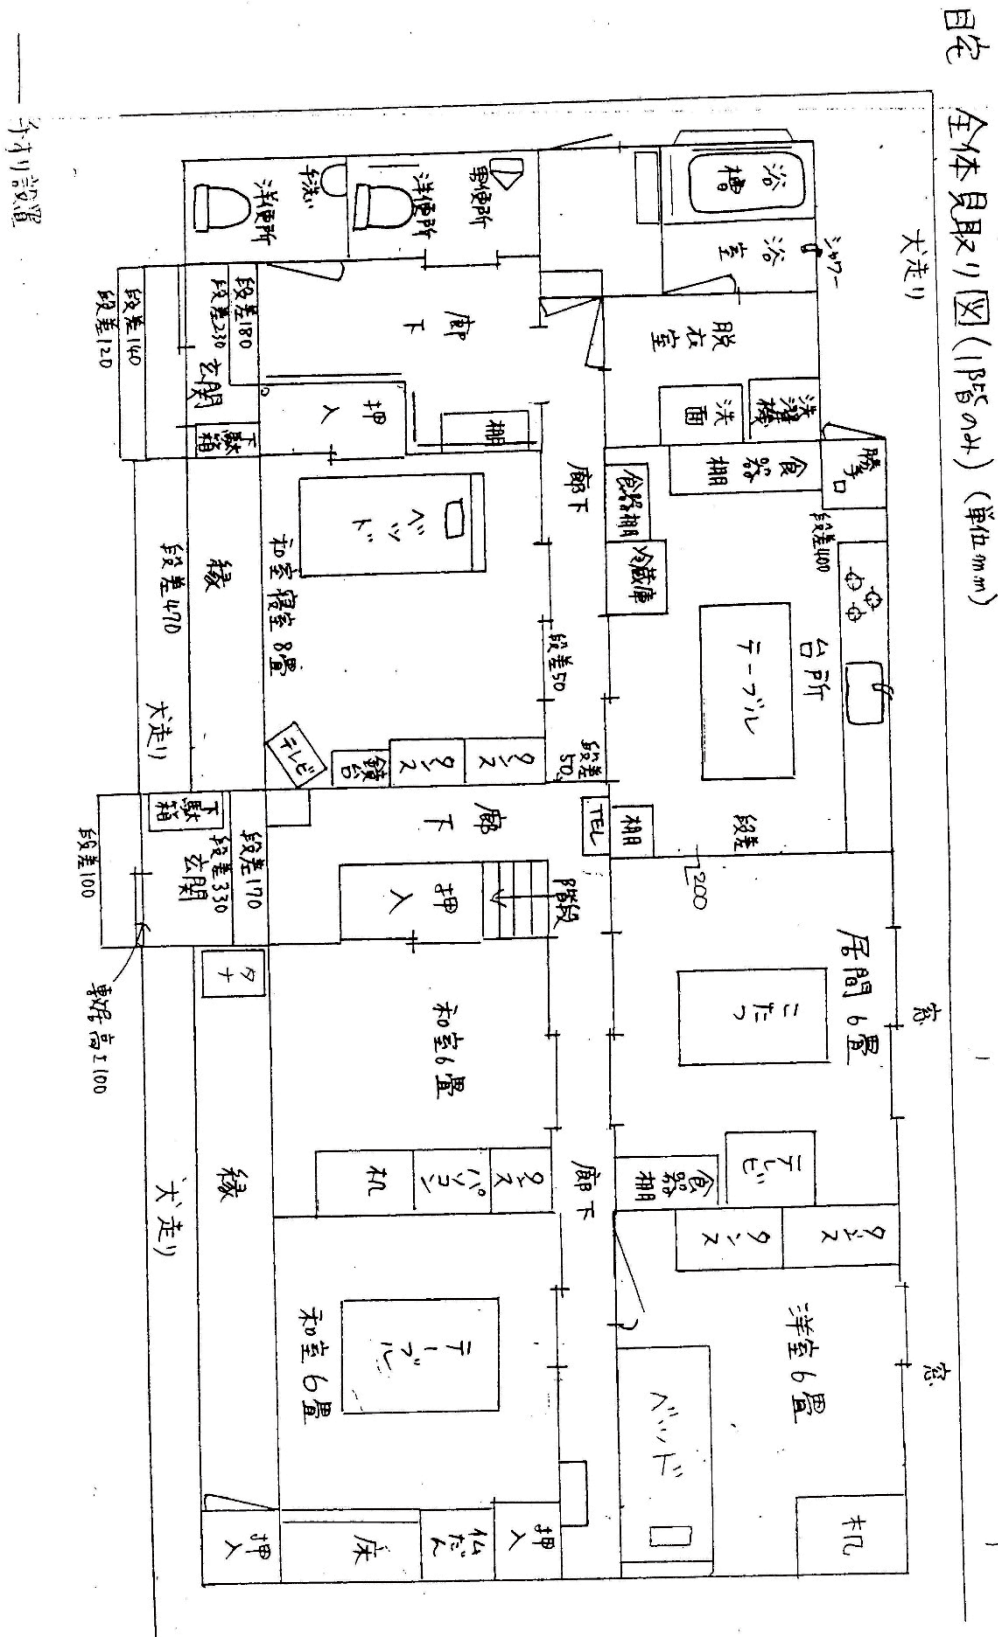 自宅 全体見取り図(1階のみ)(単位mm)
犬走り
窓
窓
シャワー
浴槽
浴室
脱衣室
洗濯機
洗面
勝手口
段差400
食器棚
食器棚
冷蔵庫
台所
テーブル
段差
200
棚
TEL
居間6畳
こたつ
テレビ
食器棚
タンス
タンス
洋室6畳
ベッド
机
男便所
洋便所
手洗い
洋便所
廊下
廊下
棚
押入
段差180
段差230
玄関
下駄箱
段差140
段差120
ベッド
和室 寝室 8畳
段差50
段差50
タンス
タンス
鏡台
テレビ
縁
段差470
犬走り
廊下
階段
押入
段差170
段差330
玄関
下駄箱
段差100
敷居高さ100
タナ
和室6畳
廊下
タンス
パソコン
机
縁
犬走り
和室6畳
テーブル
押入
仏だん
床
押入
手すり設置